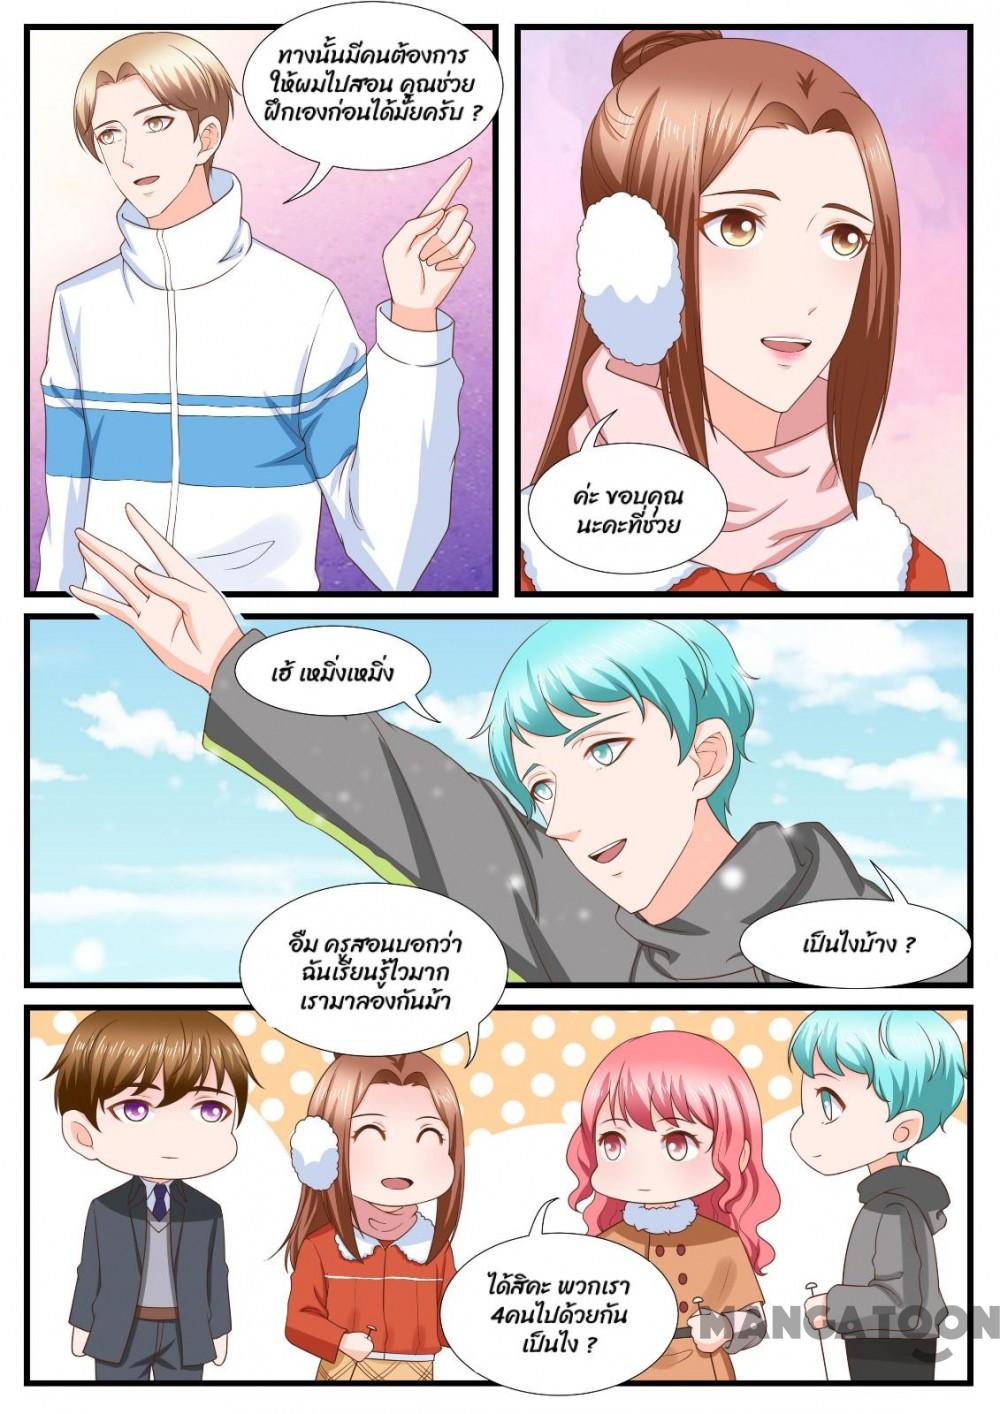 ทางนั้นมีคนต้องการ
ให้ผมไปสอน คุณช่วย
ฝึกเองก่อนได้มั้ยครับ ?
ค่ะ ขอบคุณ
นะคะที่ช่วย
เฮ้ เหมิ่งเหมิ่ง
เป็นไงบ้าง ?
อืม ครูสอนบอกว่า
ฉันเรียนรู้ไวมาก
เรามาลองกันม้า
ได้สิคะ พวกเรา
4คนไปด้วยกัน
เป็นไง ?
MANGATOON